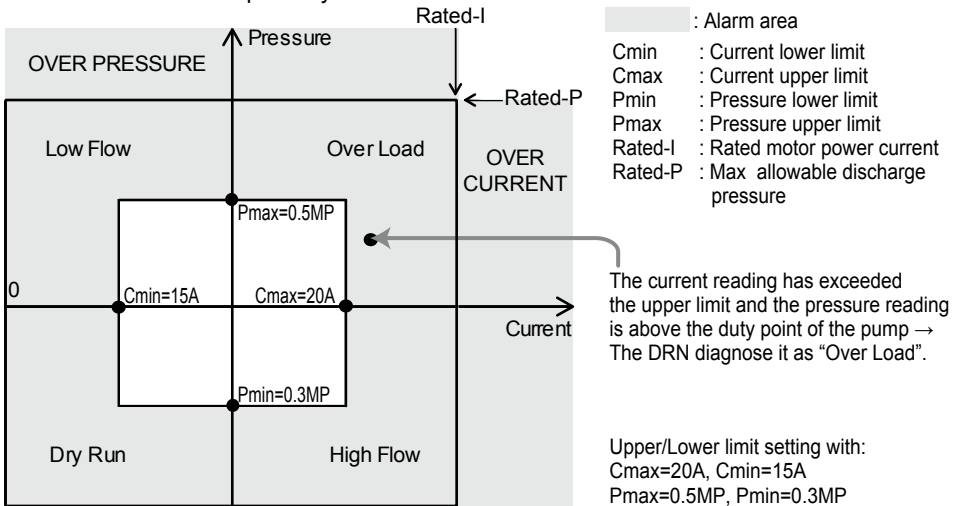 Rated-I
Pressure
OVER PRESSURE
Rated-P
Low Flow
Over Load
OVER
CURRENT
Pmax=0.5MP
0
Cmin=15A
Cmax=20A
Current
Pmin=0.3MP
Dry Run
High Flow
: Alarm area
Cmin : Current lower limit
Cmax : Current upper limit
Pmin : Pressure lower limit
Pmax : Pressure upper limit
Rated-I : Rated motor power current
Rated-P : Max allowable discharge
pressure
The current reading has exceeded
the upper limit and the pressure reading
is above the duty point of the pump →
The DRN diagnose it as “Over Load”.
Upper/Lower limit setting with:
Cmax=20A, Cmin=15A
Pmax=0.5MP, Pmin=0.3MP